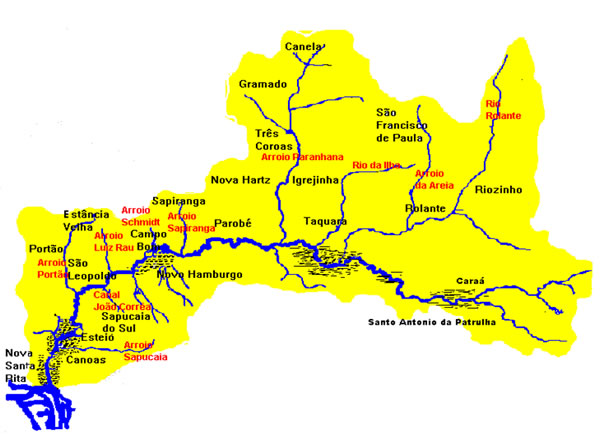 Canela
Gramado
Três
Coroas
Arroio Paranhana
São
Francisco
de Paula
Rio
Rolante
Rio da Ilha
Arroio
da Areia
Nova Hartz
Igrejinha
Riozinho
Rolante
Taquara
Parobé
Sapiranga
Arroio
Sapiranga
Arroio
Schmidt
Campo
Bom
Estância
Velha
Arroio
Luiz Rau
Portão
Arroio
Portão
São
Leopoldo
Novo Hamburgo
Canal
João Corrêa
Sapucaia
do Sul
Esteio
Arroio
Sapucaia
Canoas
Nova
Santa
Rita
Caraá
Santo Antonio da Patrulha